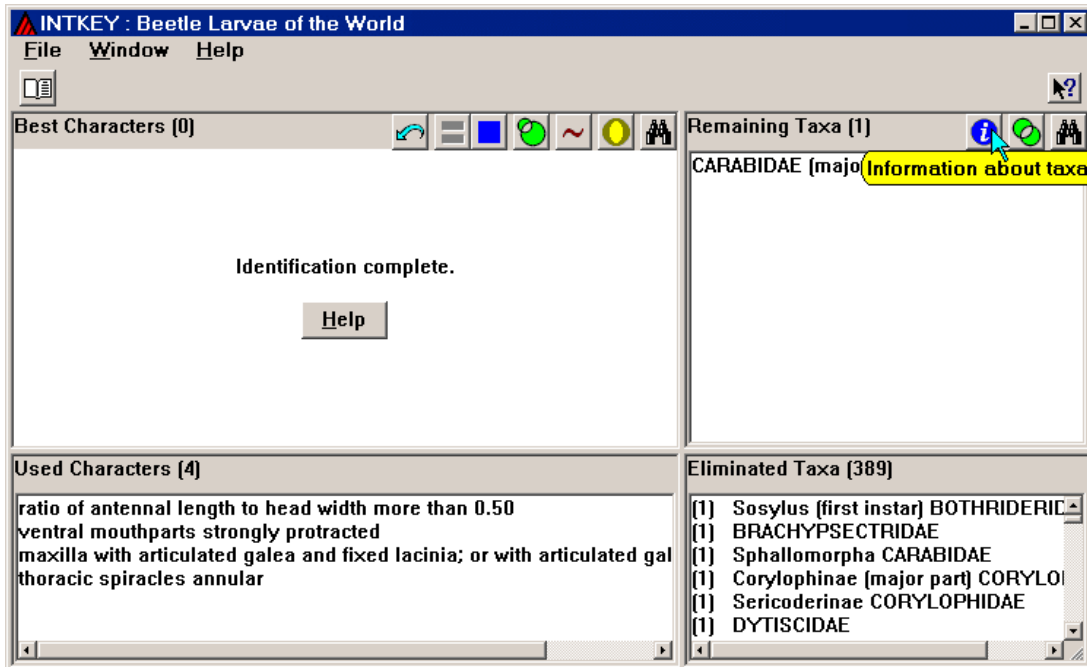 INTKEY : Beetle Larvae of the World
File Window Help
Best Characters (0)
Identification complete.
Help
Remaining Taxa (1)
CARABIDAE (majo
Information about taxa
Used Characters (4)
ratio of antennal length to head width more than 0.50
ventral mouthparts strongly protracted
maxilla with articulated galea and fixed lacinia; or with articulated gal
thoracic spiracles annular
Eliminated Taxa (389)
(1) Sosylus (first instar) BOTHRIDERID
(1) BRACHYPSECTRIDAE
(1) Sphallomorpha CARABIDAE
(1) Corylophinae (major part) CORYLO
(1) Sericoderinae CORYLOPHIDAE
(1) DYTISCIDAE